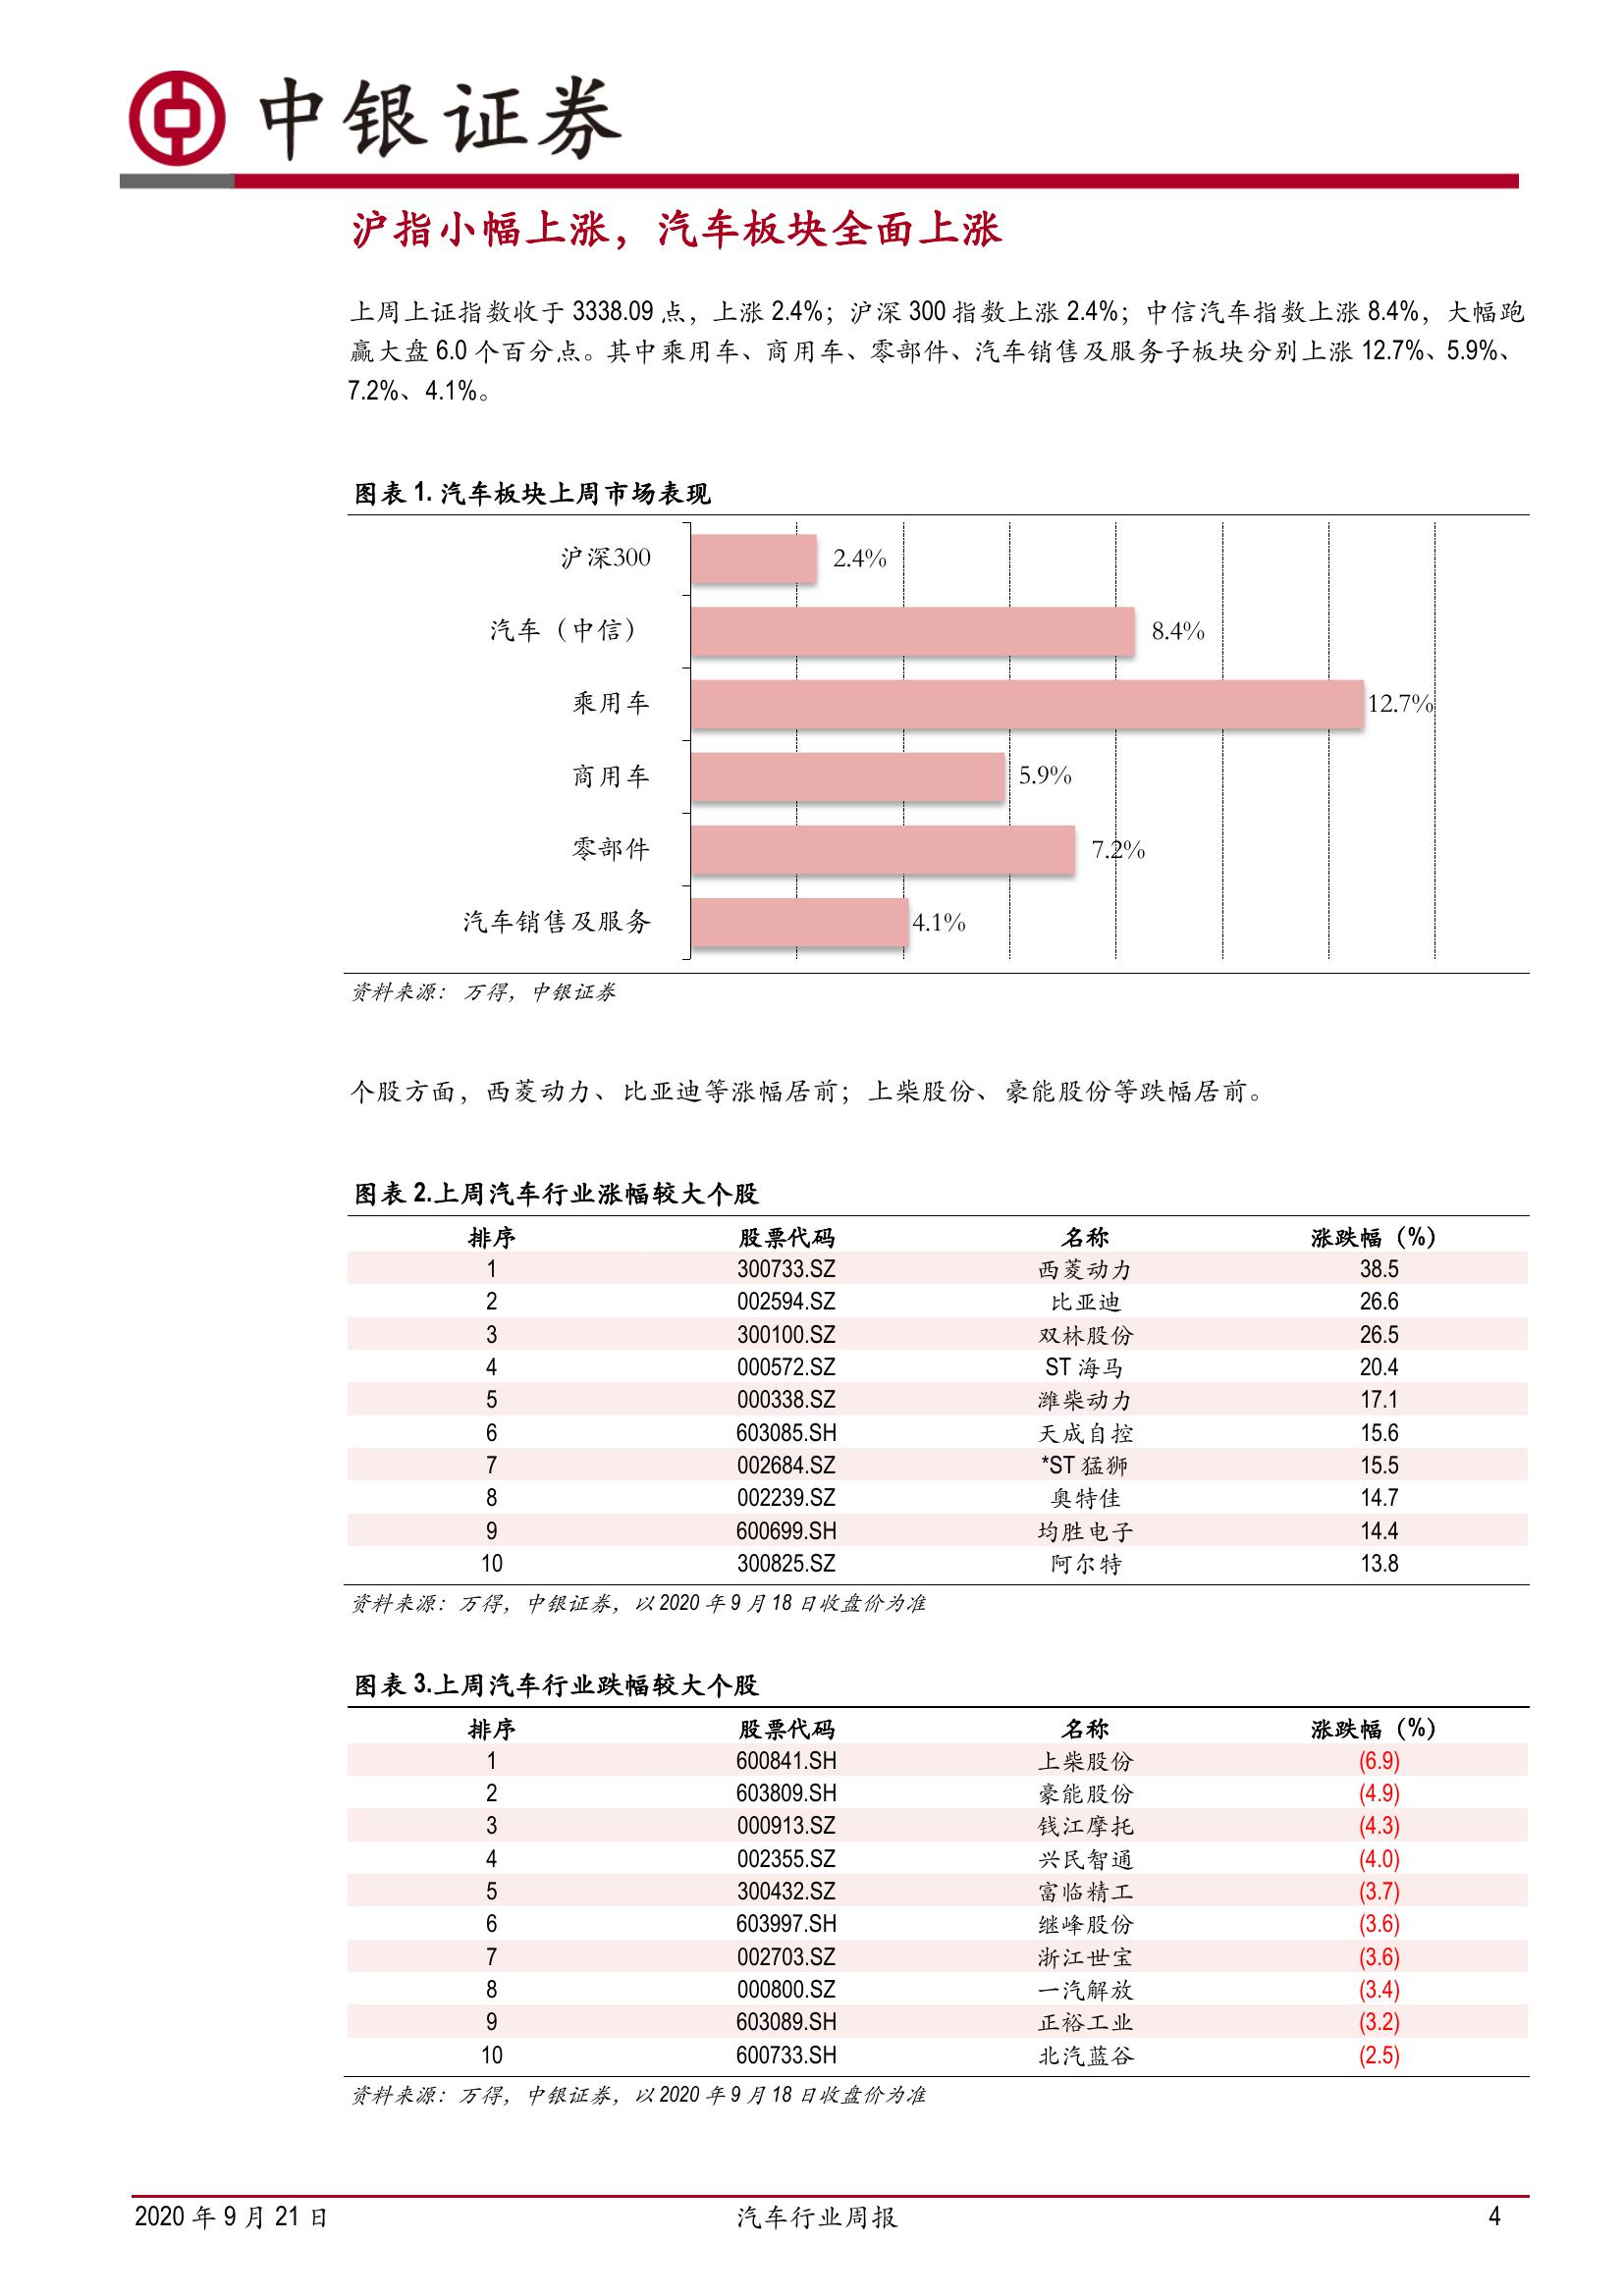 中银证券
沪指小幅上涨，汽车板块全面上涨
上周上证指数收于 3338.09 点，上涨 2.4%；沪深 300 指数上涨 2.4%；中信汽车指数上涨 8.4%，大幅跑
赢大盘 6.0 个百分点。其中乘用车、商用车、零部件、汽车销售及服务子板块分别上涨 12.7%、5.9%、
7.2%、4.1%。
图表 1. 汽车板块上周市场表现
沪深300 2.4%
汽车（中信） 8.4%
乘用车 12.7%
商用车 5.9%
零部件 7.2%
汽车销售及服务 4.1%
资料来源： 万得，中银证券
个股方面，西菱动力、比亚迪等涨幅居前；上柴股份、豪能股份等跌幅居前。
图表 2.上周汽车行业涨幅较大个股
排序 股票代码 名称 涨跌幅（%）
1 300733.SZ 西菱动力 38.5
2 002594.SZ 比亚迪 26.6
3 300100.SZ 双林股份 26.5
4 000572.SZ ST 海马 20.4
5 000338.SZ 潍柴动力 17.1
6 603085.SH 天成自控 15.6
7 002684.SZ *ST 猛狮 15.5
8 002239.SZ 奥特佳 14.7
9 600699.SH 均胜电子 14.4
10 300825.SZ 阿尔特 13.8
资料来源：万得，中银证券，以 2020 年 9 月 18 日收盘价为准
图表 3.上周汽车行业跌幅较大个股
排序 股票代码 名称 涨跌幅（%）
1 600841.SH 上柴股份 (6.9)
2 603809.SH 豪能股份 (4.9)
3 000913.SZ 钱江摩托 (4.3)
4 002355.SZ 兴民智通 (4.0)
5 300432.SZ 富临精工 (3.7)
6 603997.SH 继峰股份 (3.6)
7 002703.SZ 浙江世宝 (3.6)
8 000800.SZ 一汽解放 (3.4)
9 603089.SH 正裕工业 (3.2)
10 600733.SH 北汽蓝谷 (2.5)
资料来源：万得，中银证券，以 2020 年 9 月 18 日收盘价为准
2020 年 9 月 21 日 汽车行业周报 4